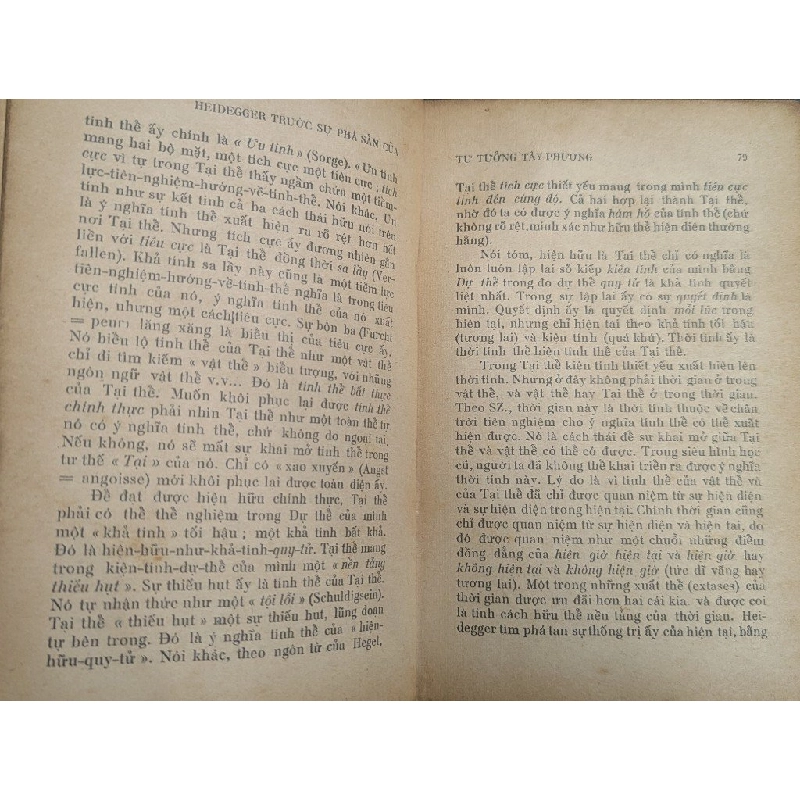 HEIDEGGER TRƯỚC SỰ PHÁ SẢN CỦA
tính thể ấy chính là « Ưu tính » (Sorge). « Ưu tính
mang hai bộ mặt, một tích cực một tiêu cực, tích
cực vì tự trong Tại thể thấy ngầm chứa một tiềm-
lực-tiên-nghiệm-hướng-về-tính-thể. Nói khác, Ưu
tính như sự kết tinh cả ba cách thái hữu nói trên
là ý nghĩa tính thể xuất hiện ra rõ rệt hơn hết
nơi Tại thể. Nhưng tích cực ấy đương nhiên gắn
liền với tiêu cực là Tại thể đồng thời sa lầy (Ver-
fallen). Khả tính sa lầy này cũng là một tiềm lực
tiên-nghiệm-hướng-về-tính-thể nghĩa là trong tiêu
cực tính của nó, ý nghĩa tính thể của nó xuất
hiện, nhưng một cách tiêu cực. Sự bôn ba (Furcht
= peur) lăng xăng là biểu thị của tiêu cực ấy.
Nó biểu lộ tính thể của Tại thể như một vật thể
chỉ đi tìm kiếm « vật thể » biểu tượng, với những
ngôn ngữ vật thể v.v... Đó là tính thể bất thực
của Tại thể. Muốn khôi phục lại được tính thể
chính thực phải nhìn Tại thể như một toàn thể tự
nó có ý nghĩa tính thể, chứ không do ngoại tại.
Nếu không, nó sẽ mất sự khai mở tính thể trong
tư thế « Tại » của nó. Chỉ có « xao xuyến » (Angst
= angoisse) mới khôi phục lại được toàn diện ấy.
Để đạt được hiện hữu chính thực, Tại thể
phải có thể thể nghiệm trong Dự thể của mình
một « khả tính » tối hậu ; một khả tính bất khả.
Đó là hiện-hữu-như-khả-tính-quy-tử. Tại thể mang
trong kiện-tính-dự-thể của mình một « nền tảng
thiếu hụt ». Sự thiếu hụt ấy là tính thể của Tại thể.
Nó tự nhận thức như một « tội lỗi » (Schuldigsein).
Tại thể « thiếu hụt » một sự thiếu hụt, lũng đoạn
tự bên trong. Đó là ý nghĩa tính thể của « hiện-
hữu-quy-tử ». Nói khác, theo ngôn từ của Hegel,
TƯ TƯỞNG TÂY PHƯƠNG 79
Tại thể tích cực thiết yếu mang trong mình tiêu cực
tính đến cùng độ. Cả hai hợp lại thành Tại thể,
nhờ đó ta có được ý nghĩa hàm hồ của tính thể (chứ
không rõ rệt, minh xác như hữu thể hiện diện thường
hằng).
Nói tóm, hiện hữu là Tại thể chỉ có nghĩa là
luôn luôn lập lại số kiếp kiện tính của mình bằng
Dự thể trong đó dự thể quy tử là khả tính quyết
liệt nhất. Trong sự lập lại ấy có sự quyết định là
mình. Quyết định ấy là quyết định mỗi lúc trong
hiện tại, nhưng chỉ hiện tại theo khả tính tối hậu
(tương lai) và kiện tính (quá khứ). Thời tính ấy là
thời tính thể hiện tính thể của Tại thể.
Trong Tại thể kiện tính thiết yếu xuất hiện lên
thời tính. Nhưng ở đây không phải thời gian ở trong
vật thể, và vật thể hay Tại thể ở trong thời gian.
Theo SZ., thời gian này là thời tính thuộc về chân
trời tiên nghiệm cho ý nghĩa tính thể có thể xuất
hiện được. Nó là cách thái để sự khai mở giữa Tại
thể và vật thể có thể có được. Trong siêu hình học
cũ, người ta đã không thể khai triển ra được ý nghĩa
thời tính này. Lý do là vì tính thể của vật thể và
của Tại thể đã chỉ được quan niệm từ sự hiện diện
và sự hiện diện trong hiện tại. Chính thời gian cũng
chỉ được quan niệm từ sự hiện diện và hiện tại, do
đó được quan niệm như một chuỗi những điểm
đồng đẳng của hiện giờ hiện tại và hiện giờ hay
không hiện tại và không hiện giờ (tức dĩ vãng hay
tương lai). Một trong những xuất thể (extases) của
thời gian được ưu đãi hơn hai cái kia, và được coi
là tính cách hữu thể nền tảng của thời gian. Hei-
degger tìm phá tan sự thống trị ấy của hiện tại, bằng